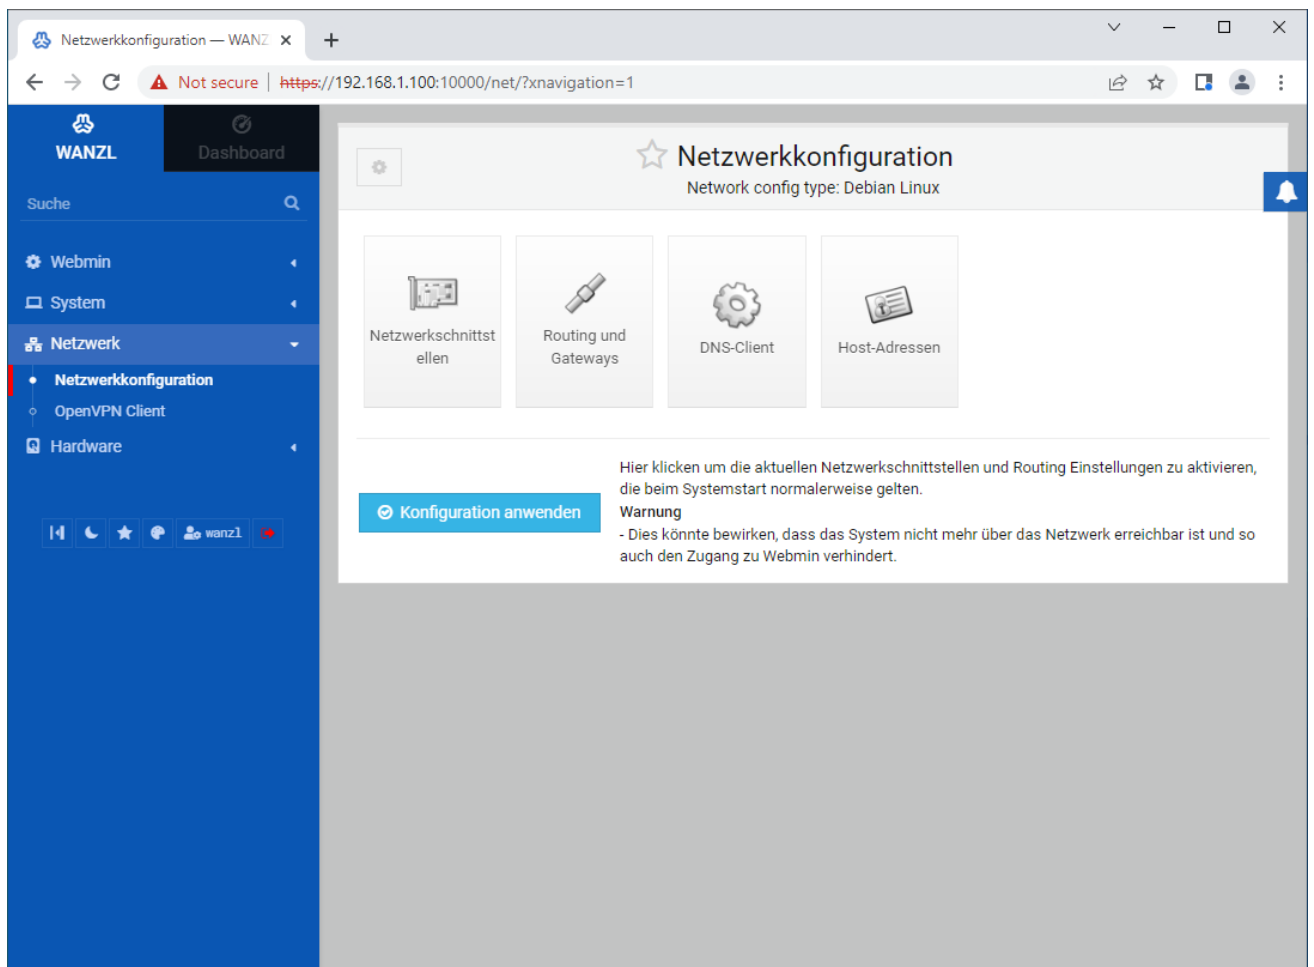 Netzwerkkonfiguration — WANZ
Not secure | https://192.168.1.100:10000/net/?xnavigation=1
WANZL
Dashboard
Suche
Webmin
System
Netzwerk
Netzwerkkonfiguration
OpenVPN Client
Hardware
wanzl
Netzwerkkonfiguration
Network config type: Debian Linux
Netzwerkschnittst
ellen
Routing und
Gateways
DNS-Client
Host-Adressen
Konfiguration anwenden
Hier klicken um die aktuellen Netzwerkschnittstellen und Routing Einstellungen zu aktivieren,
die beim Systemstart normalerweise gelten.
Warnung
- Dies könnte bewirken, dass das System nicht mehr über das Netzwerk erreichbar ist und so
auch den Zugang zu Webmin verhindert.